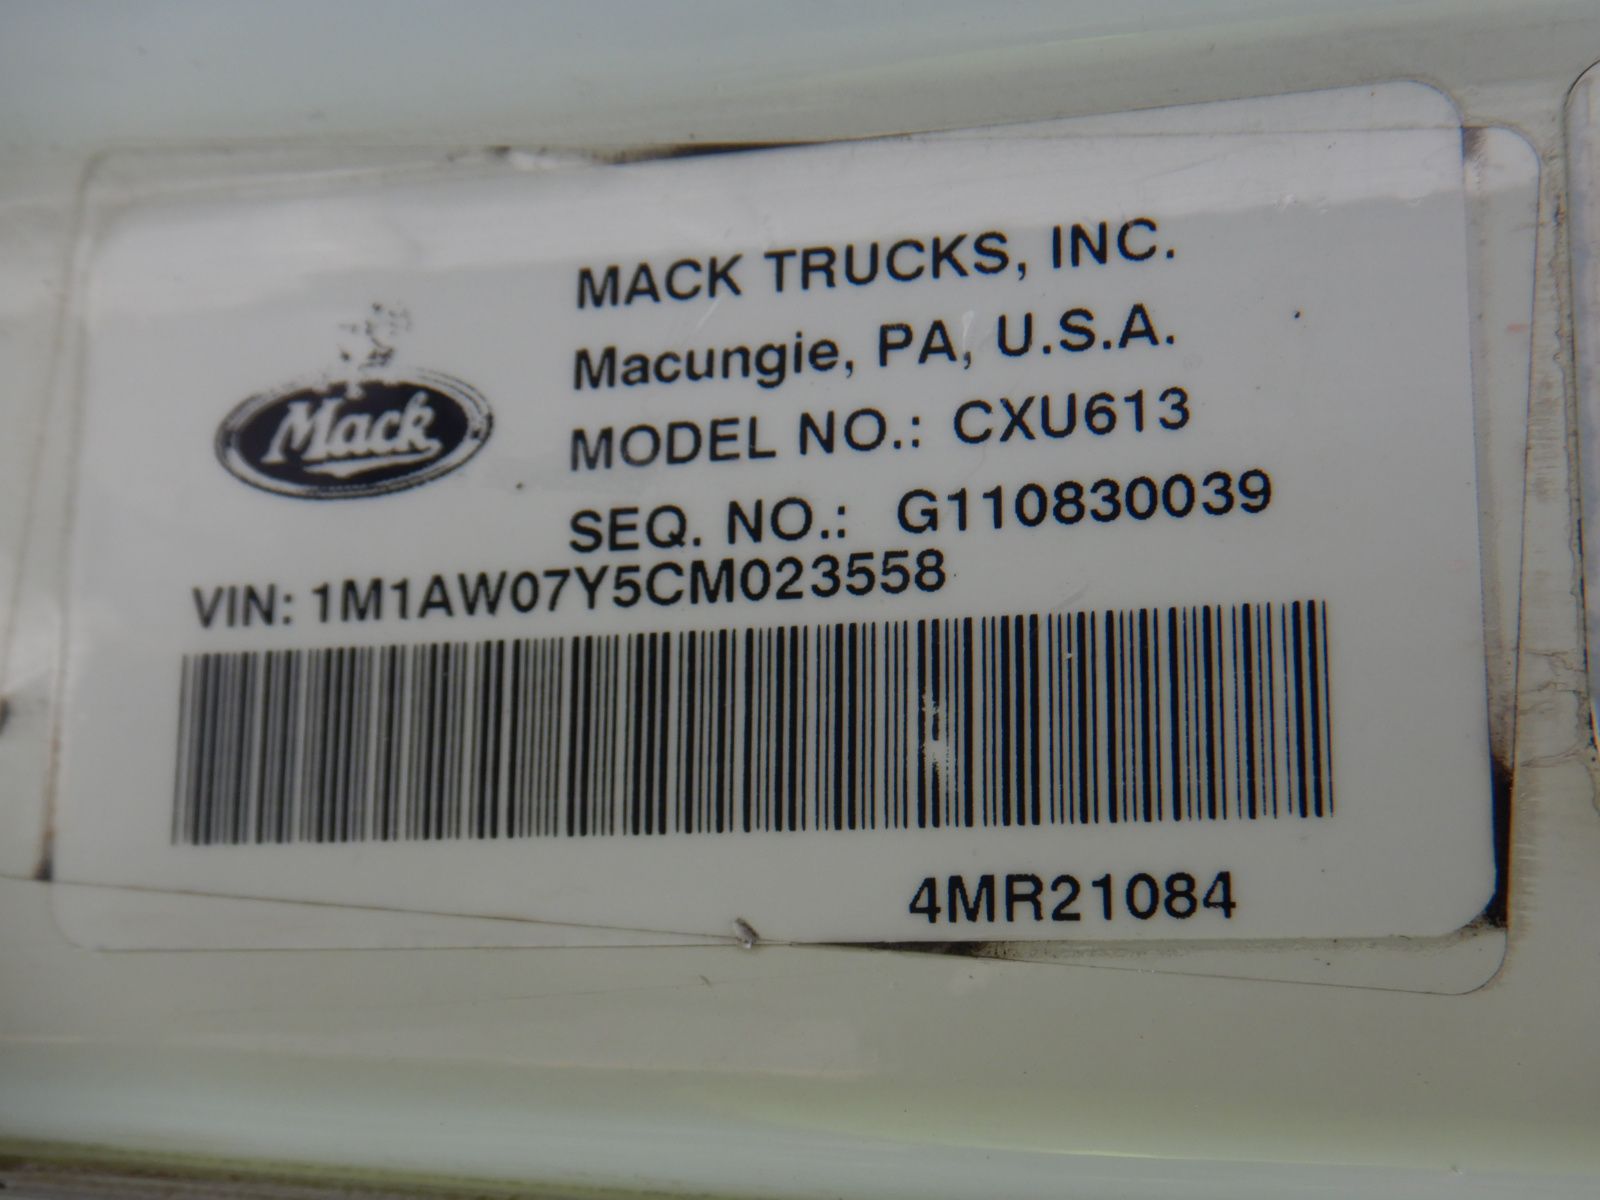 MACK TRUCKS, INC.
Macungie, PA, U.S.A.
Mack
MODEL NO.: CXU613
SEQ. NO.: G110830039
VIN: 1M1AW07Y5CM023558
4MR21084